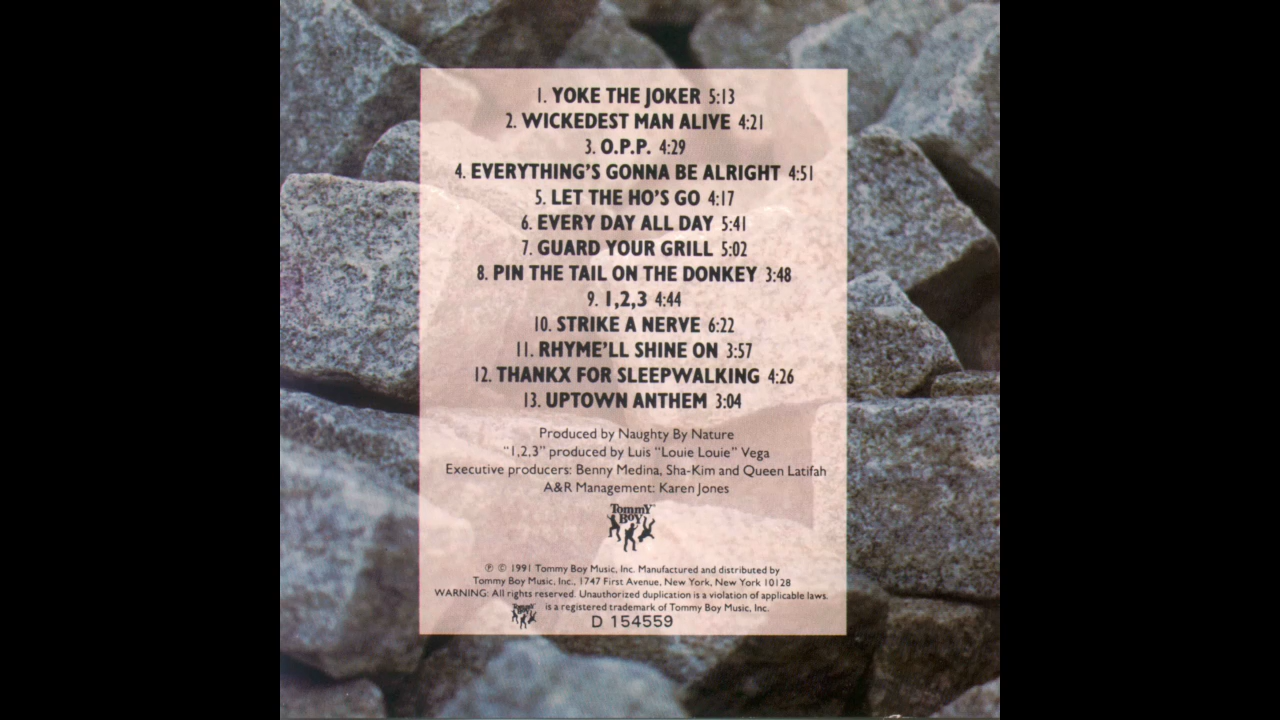 1. YOKE THE JOKER 5:13
2. WICKEDEST MAN ALIVE 4:21
3. O.P.P. 4:29
4. EVERYTHING'S GONNA BE ALRIGHT 4:51
5. LET THE HO'S GO 4:17
6. EVERY DAY ALL DAY 5:41
7. GUARD YOUR GRILL 5:02
8. PIN THE TAIL ON THE DONKEY 3:48
9. 1,2,3 4:44
10. STRIKE A NERVE 6:22
11. RHYME'LL SHINE ON 3:57
12. THANKX FOR SLEEPWALKING 4:26
13. UPTOWN ANTHEM 3:04
Produced by Naughty By Nature
"1,2,3" produced by Luis "Louie Louie" Vega
Executive producers: Benny Medina, Sha-Kim and Queen Latifah
A&R Management: Karen Jones
Tommy
Boy
℗ © 1991 Tommy Boy Music, Inc. Manufactured and distributed by
Tommy Boy Music, Inc., 1747 First Avenue, New York, New York 10128
WARNING: All rights reserved. Unauthorized duplication is a violation of applicable laws.
Tommy Boy is a registered trademark of Tommy Boy Music, Inc.
D 154559